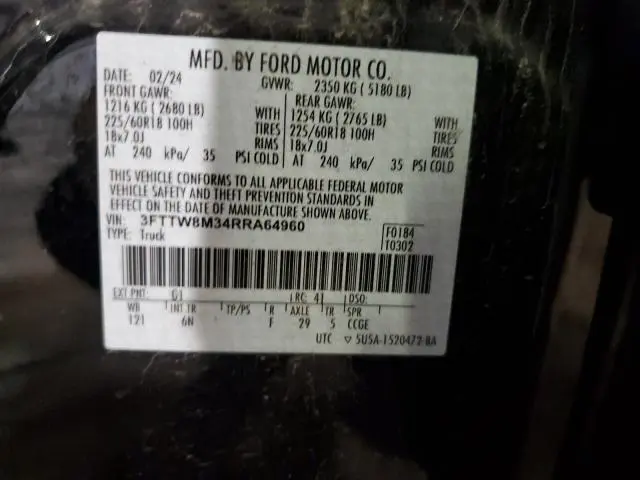 MFD. BY FORD MOTOR CO.
DATE: 02/24 GVWR: 2350 KG ( 5180 LB)
FRONT GAWR: REAR GAWR:
1216 KG ( 2680 LB) WITH 1254 KG ( 2765 LB) WITH
225/60R18 100H TIRES 225/60R18 100H TIRES
18x7.0J RIMS 18x7.0J RIMS
AT 240 kPa/ 35 PSI COLD AT 240 kPa/ 35 PSI COLD
THIS VEHICLE CONFORMS TO ALL APPLICABLE FEDERAL MOTOR
VEHICLE SAFETY AND THEFT PREVENTION STANDARDS IN
EFFECT ON THE DATE OF MANUFACTURE SHOWN ABOVE.
VIN: 3FTTW8M34RRA64960 F0184
TYPE: Truck T0302
EXT PNT: G1 RC: 41 DSO:
WB INT TR TP/PS R AXLE TR SPR
121 6N F 29 5 CCGE
UTC ▽ 5U5A-1520472-BA